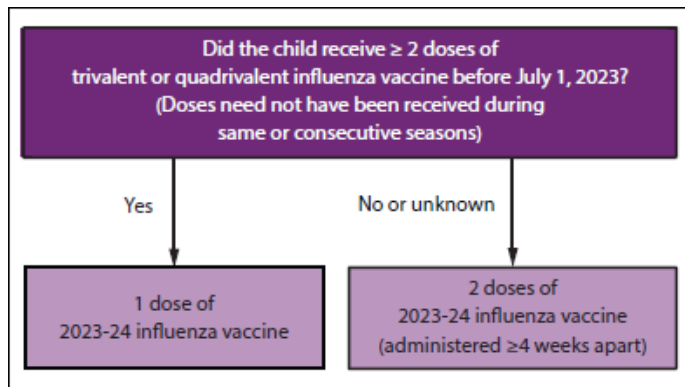 Did the child receive ≥ 2 doses of
trivalent or quadrivalent influenza vaccine before July 1, 2023?
(Doses need not have been received during
same or consecutive seasons)
Yes
No or unknown
1 dose of
2023-24 influenza vaccine
2 doses of
2023-24 influenza vaccine
(administered ≥4 weeks apart)